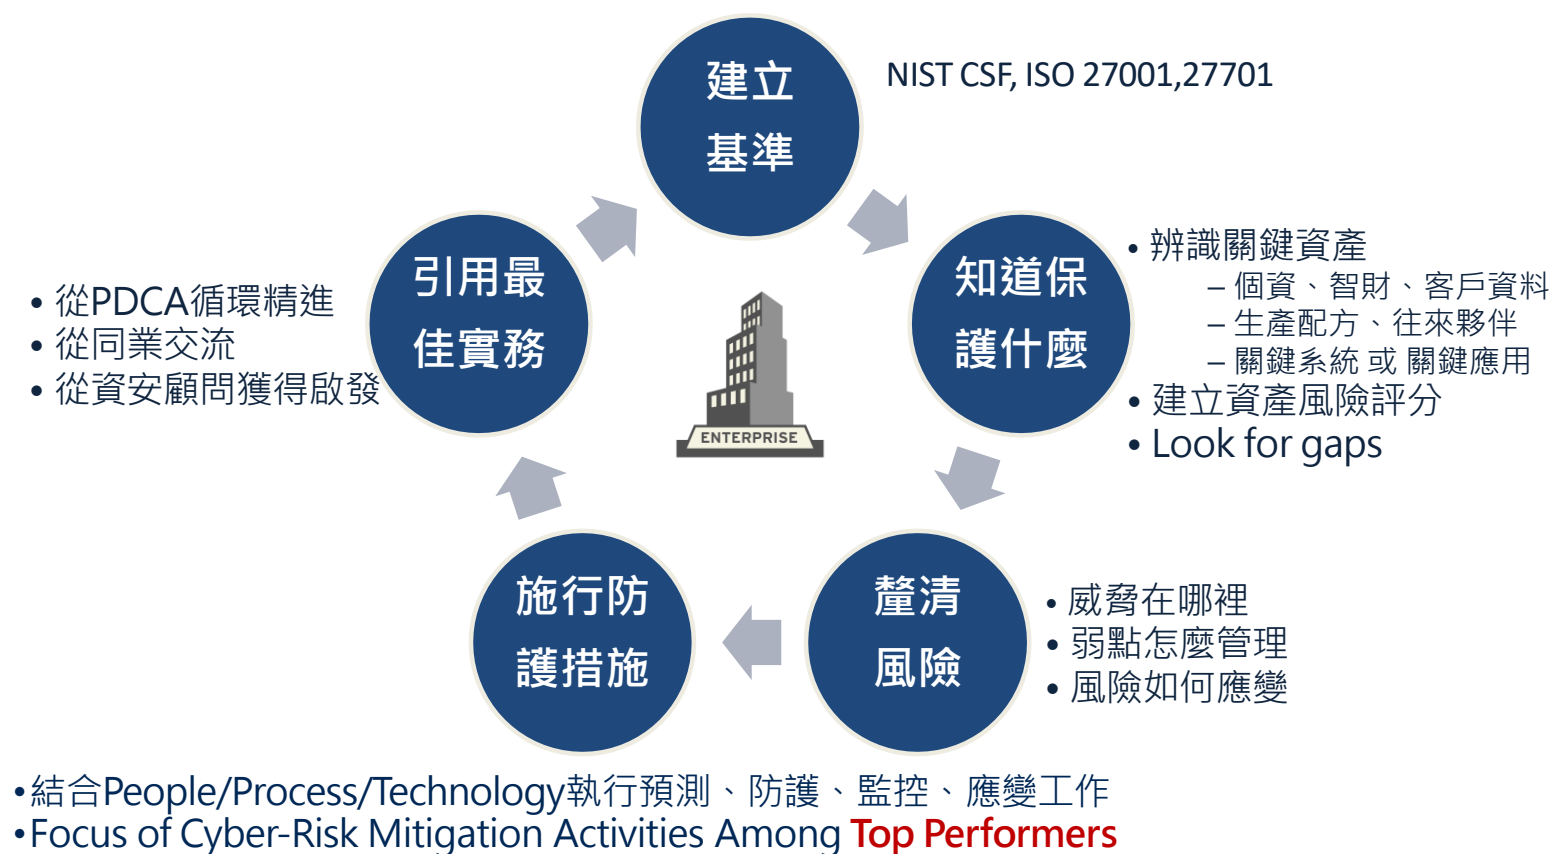 建立
基準
NIST CSF, ISO 27001,27701
知道保
護什麼
• 辨識關鍵資產
– 個資、智財、客戶資料
– 生產配方、往來夥伴
– 關鍵系統 或 關鍵應用
• 建立資產風險評分
• Look for gaps
釐清
風險
• 威脅在哪裡
• 弱點怎麼管理
• 風險如何應變
施行防
護措施
•結合People/Process/Technology執行預測、防護、監控、應變工作
•Focus of Cyber-Risk Mitigation Activities Among Top Performers
引用最
佳實務
• 從PDCA循環精進
• 從同業交流
• 從資安顧問獲得啟發
ENTERPRISE